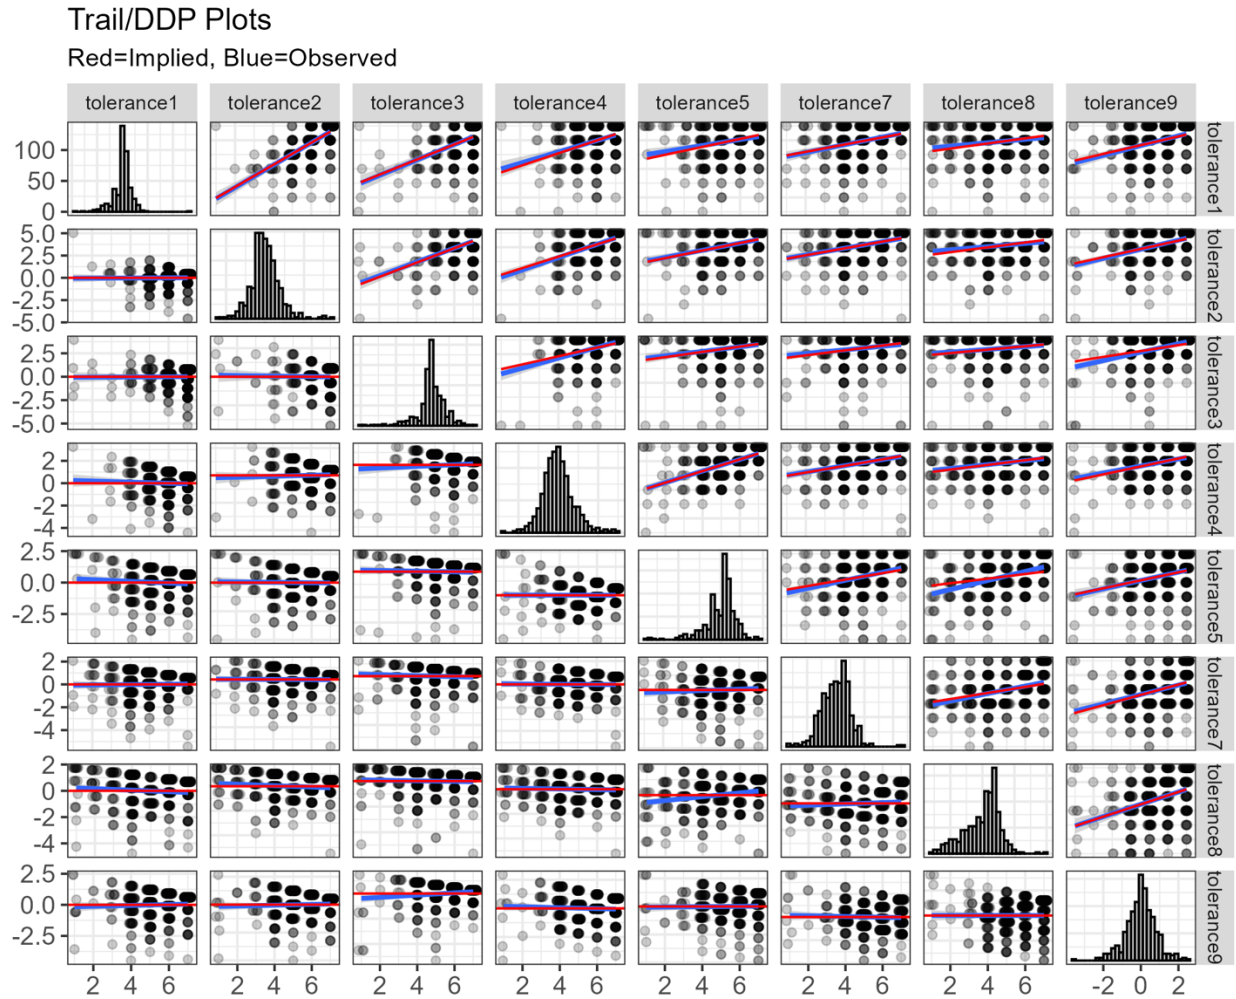 Trail/DDP Plots
Red=Implied, Blue=Observed
tolerance1 tolerance2 tolerance3 tolerance4 tolerance5 tolerance7 tolerance8 tolerance9
100
50
0
tolerance1
5.0
2.5
0.0
-2.5
-5.0
tolerance2
2.5
0.0
-2.5
-5.0
tolerance3
2
0
-2
-4
tolerance4
2.5
0.0
-2.5
tolerance5
2
0
-2
-4
tolerance7
2
0
-2
-4
tolerance8
2.5
0.0
-2.5
tolerance9
2 4 6 2 4 6 2 4 6 2 4 6 2 4 6 2 4 6 2 4 6 -2 0 2